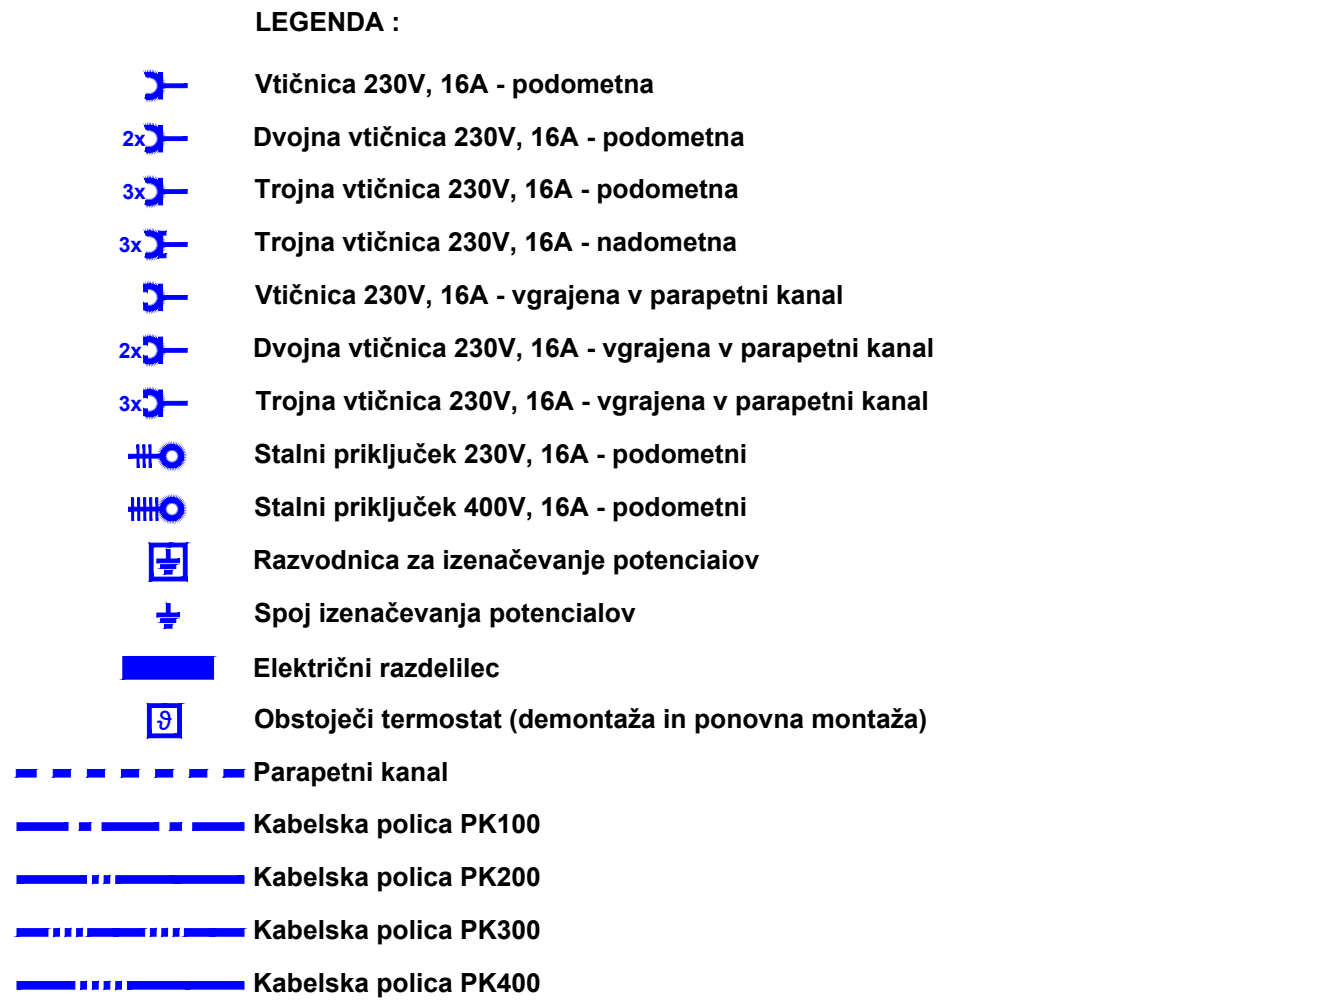 LEGENDA :
Vtičnica 230V, 16A - podometna
2x Dvojna vtičnica 230V, 16A - podometna
3x Trojna vtičnica 230V, 16A - podometna
3x Trojna vtičnica 230V, 16A - nadometna
Vtičnica 230V, 16A - vgrajena v parapetni kanal
2x Dvojna vtičnica 230V, 16A - vgrajena v parapetni kanal
3x Trojna vtičnica 230V, 16A - vgrajena v parapetni kanal
Stalni priključek 230V, 16A - podometni
Stalni priključek 400V, 16A - podometni
Razvodnica za izenačevanje potenciaiov
Spoj izenačevanja potencialov
Električni razdelilec
ϑ Obstoječi termostat (demontaža in ponovna montaža)
Parapetni kanal
Kabelska polica PK100
Kabelska polica PK200
Kabelska polica PK300
Kabelska polica PK400